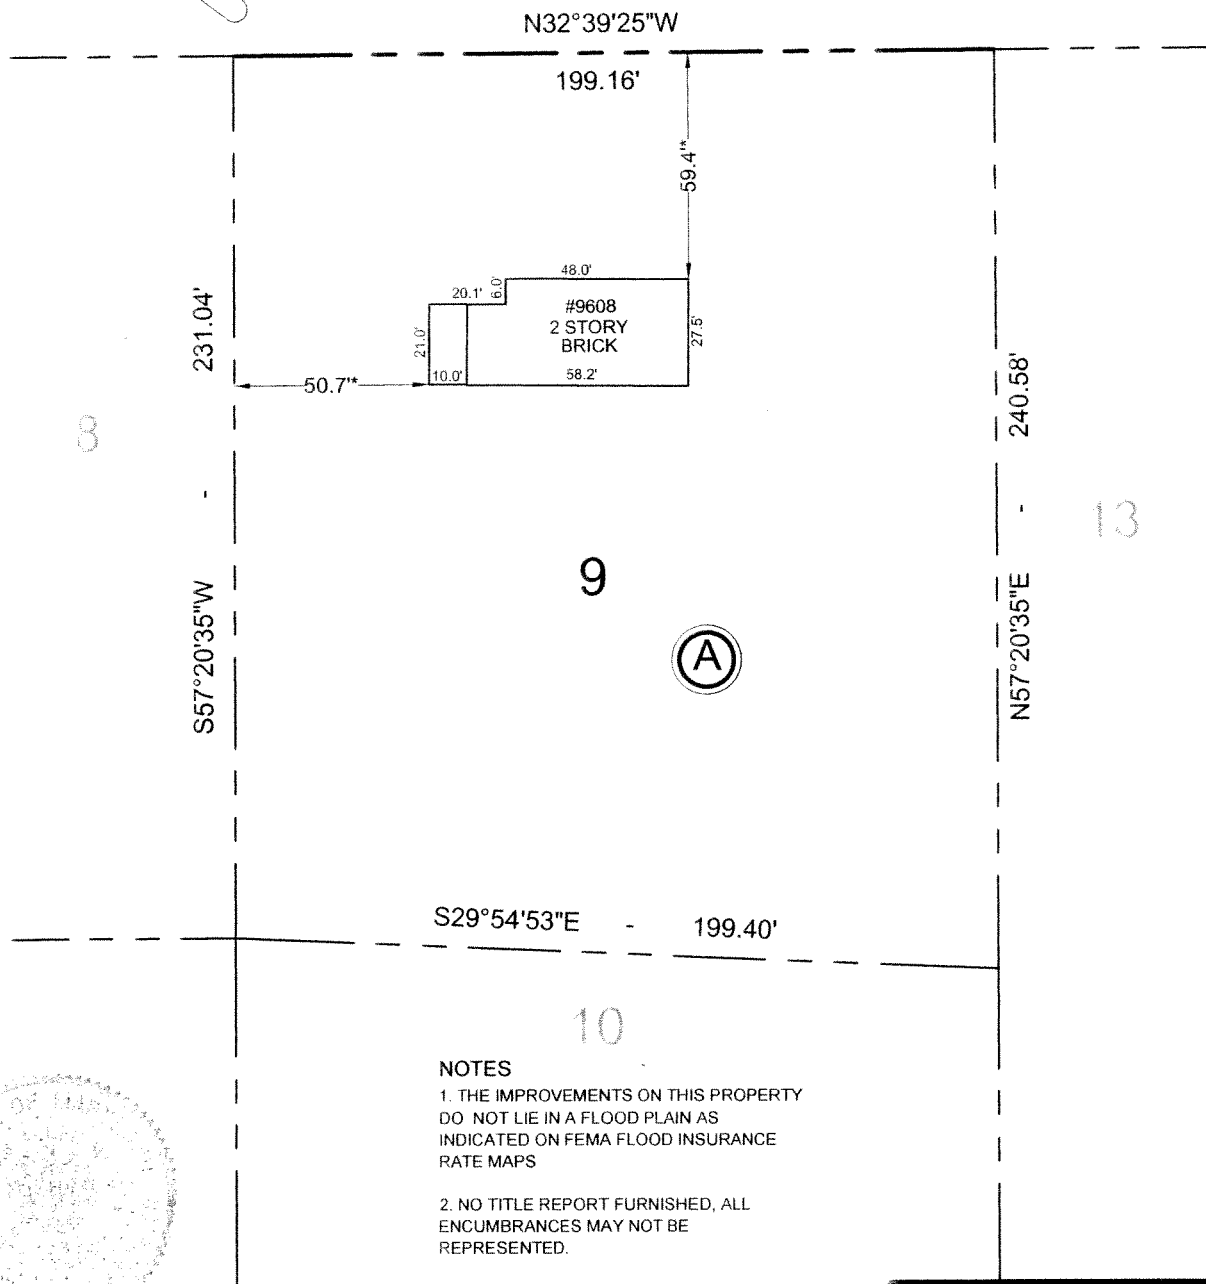 N32°39'25"W
199.16'
59.4'*
48.0'
20.1'
6.0'
#9608
2 STORY
BRICK
27.5'
21.0'
10.0'
58.2'
50.7'*
231.04' - S57°20'35"W
240.58' - N57°20'35"E
8
13
9
A
S29°54'53"E - 199.40'
10
NOTES
1. THE IMPROVEMENTS ON THIS PROPERTY
DO NOT LIE IN A FLOOD PLAIN AS
INDICATED ON FEMA FLOOD INSURANCE
RATE MAPS
2. NO TITLE REPORT FURNISHED, ALL
ENCUMBRANCES MAY NOT BE
REPRESENTED.
OF